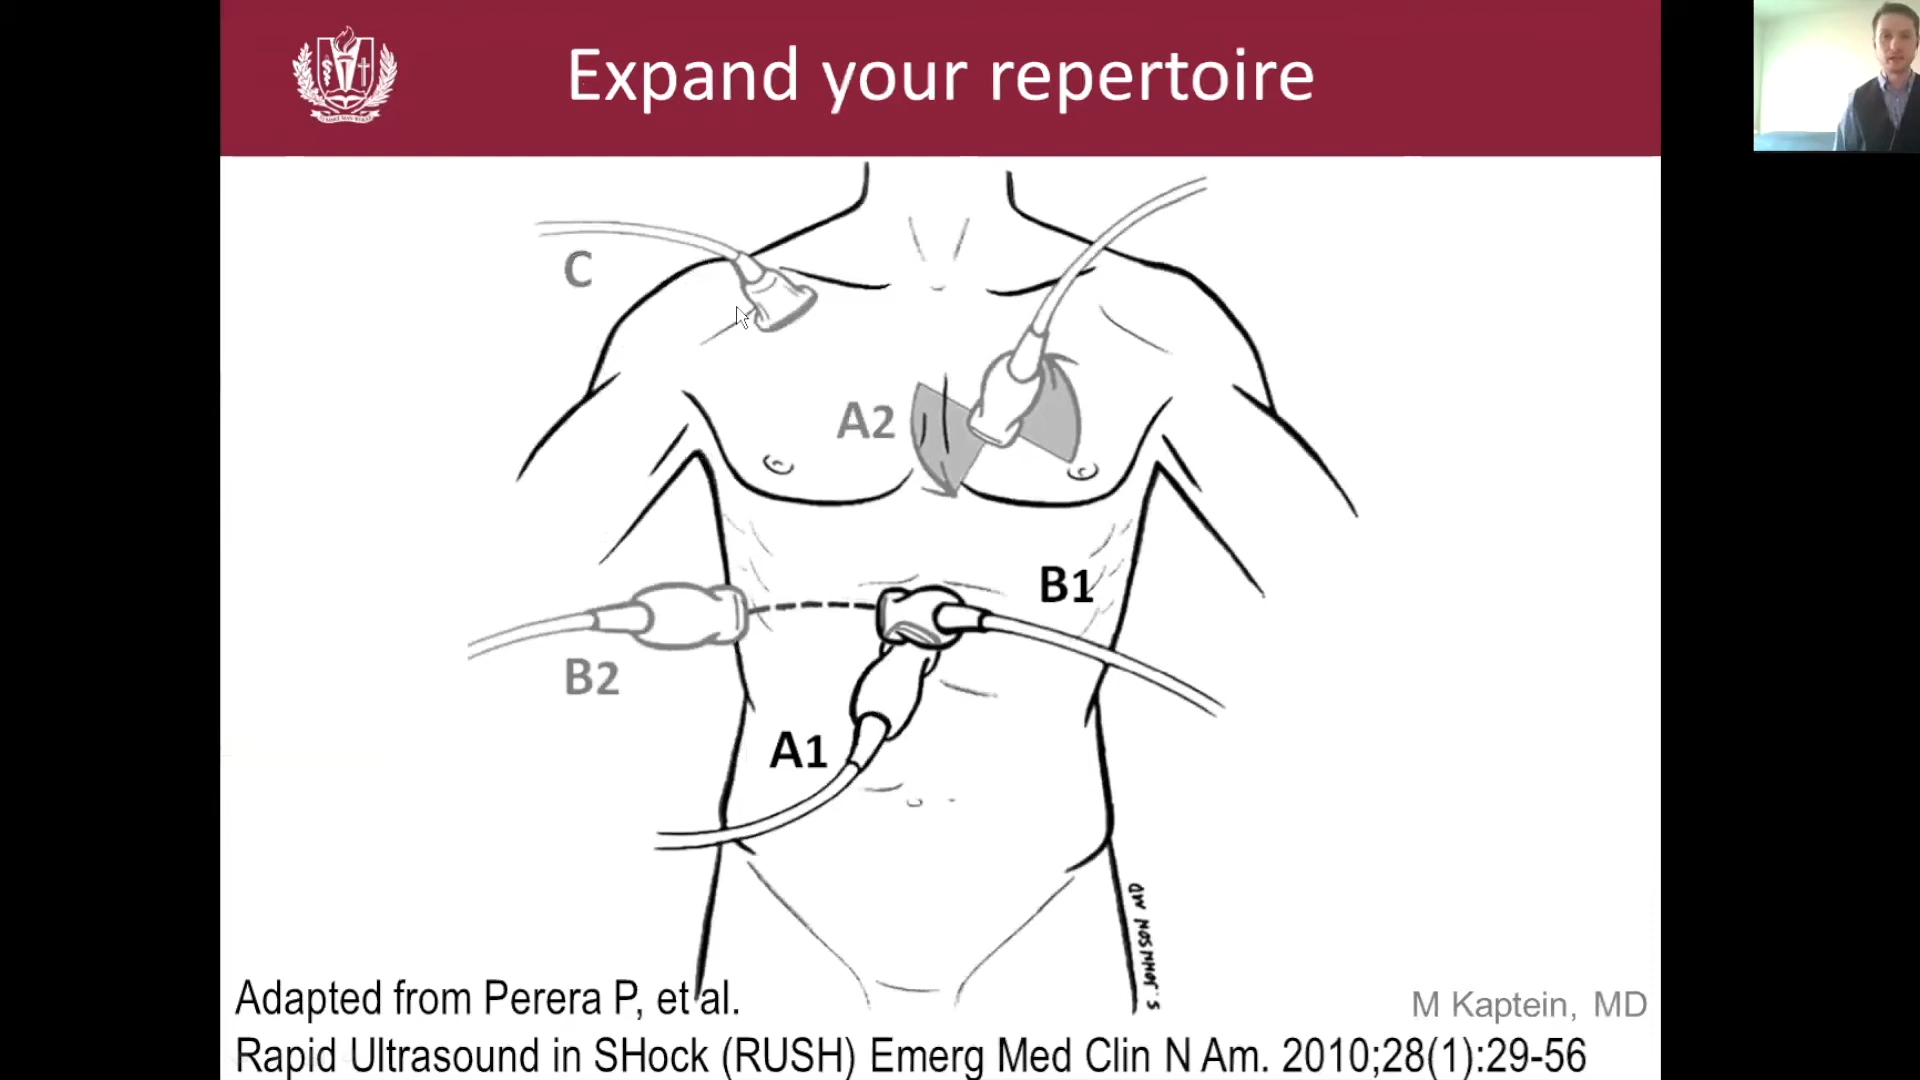 Expand your repertoire
C
A2
B1
B2
A1
S. JOHNSON MD
Adapted from Perera P, et al.
M Kaptein, MD
Rapid Ultrasound in SHock (RUSH) Emerg Med Clin N Am. 2010;28(1):29-56